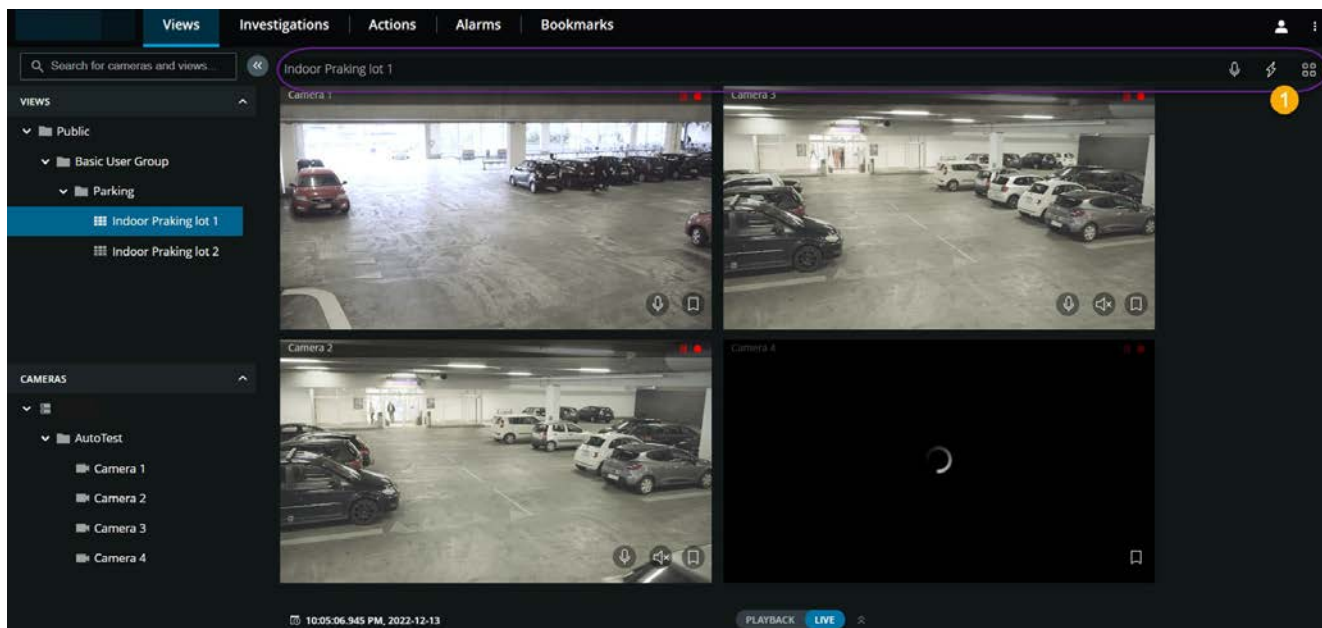 Views Investigations Actions Alarms Bookmarks
Search for cameras and views...
Indoor Praking lot 1
1
VIEWS
Public
Basic User Group
Parking
Indoor Praking lot 1
Indoor Praking lot 2
CAMERAS
AutoTest
Camera 1
Camera 2
Camera 3
Camera 4
Camera 1
Camera 3
Camera 2
Camera 4
10:05:06.945 PM, 2022-12-13
PLAYBACK LIVE